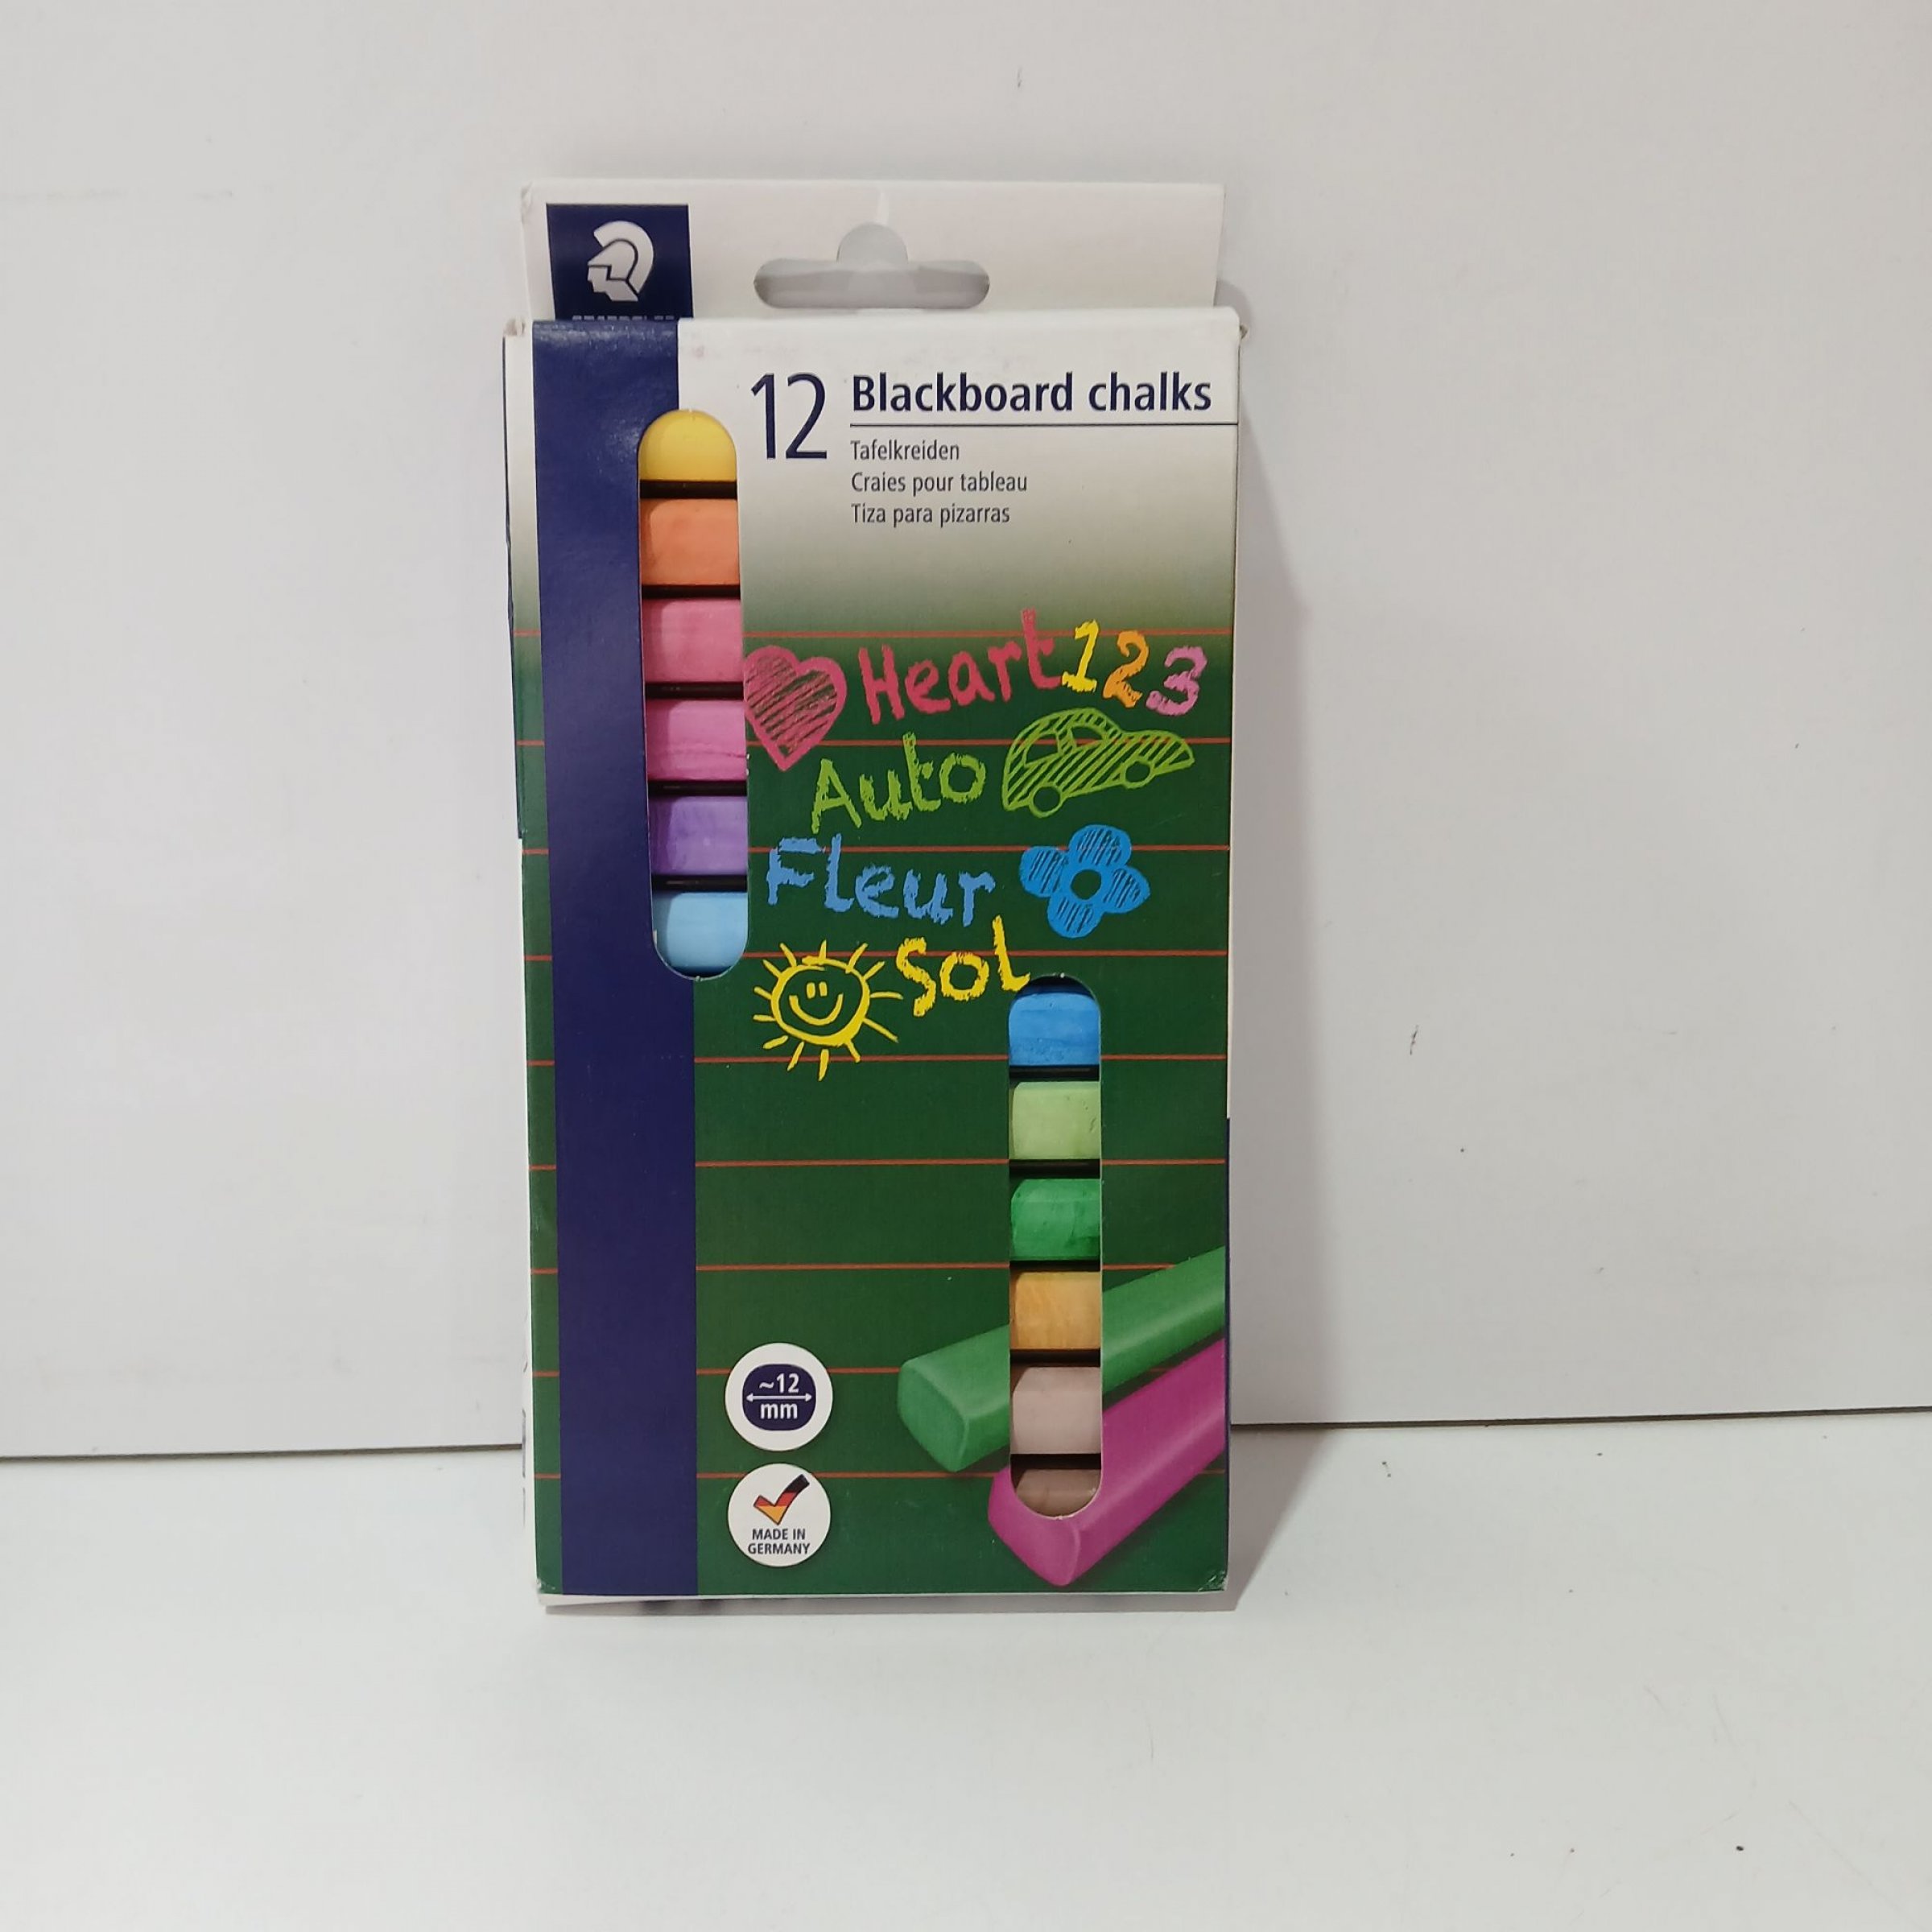 12 Blackboard chalks
Tafelkreiden
Craies pour tableau
Tiza para pizarras
Heart 123
Auto
Fleur
Sol
~12
mm
MADE IN
GERMANY